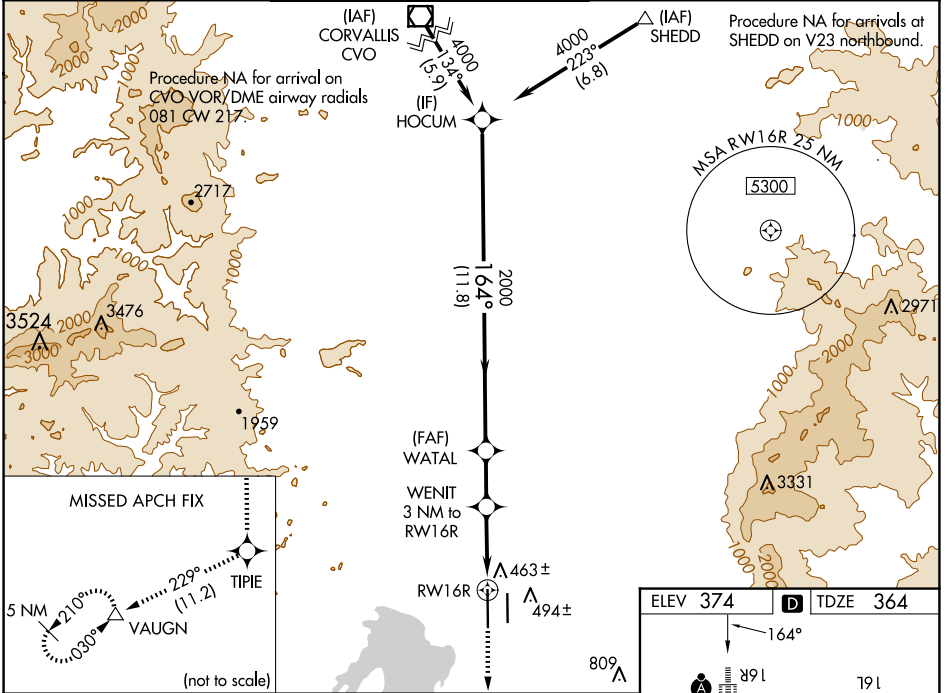 (IAF)
CORVALLIS
CVO
(IAF)
SHEDD
Procedure NA for arrivals at
SHEDD on V23 northbound.
2000
4000
134°
(5.9)
4000
223°
(6.8)
Procedure NA for arrival on
CVO VOR/DME airway radials
081 CW 217.
(IF)
HOCUM
1000
MSA RW16R 25 NM
5300
2717
1000
1000
2000
164°
(11.8)
3524
2000
3476
3000
2971
2000
1000
1959
(FAF)
WATAL
3331
WENIT
3 NM to
RW16R
1000
2000
MISSED APCH FIX
TIPIE
229°
(11.2)
5 NM
210°
030°
VAUGN
(not to scale)
RW16R
463±
494±
809
ELEV 374
D
TDZE 364
164°
A
16R
16L